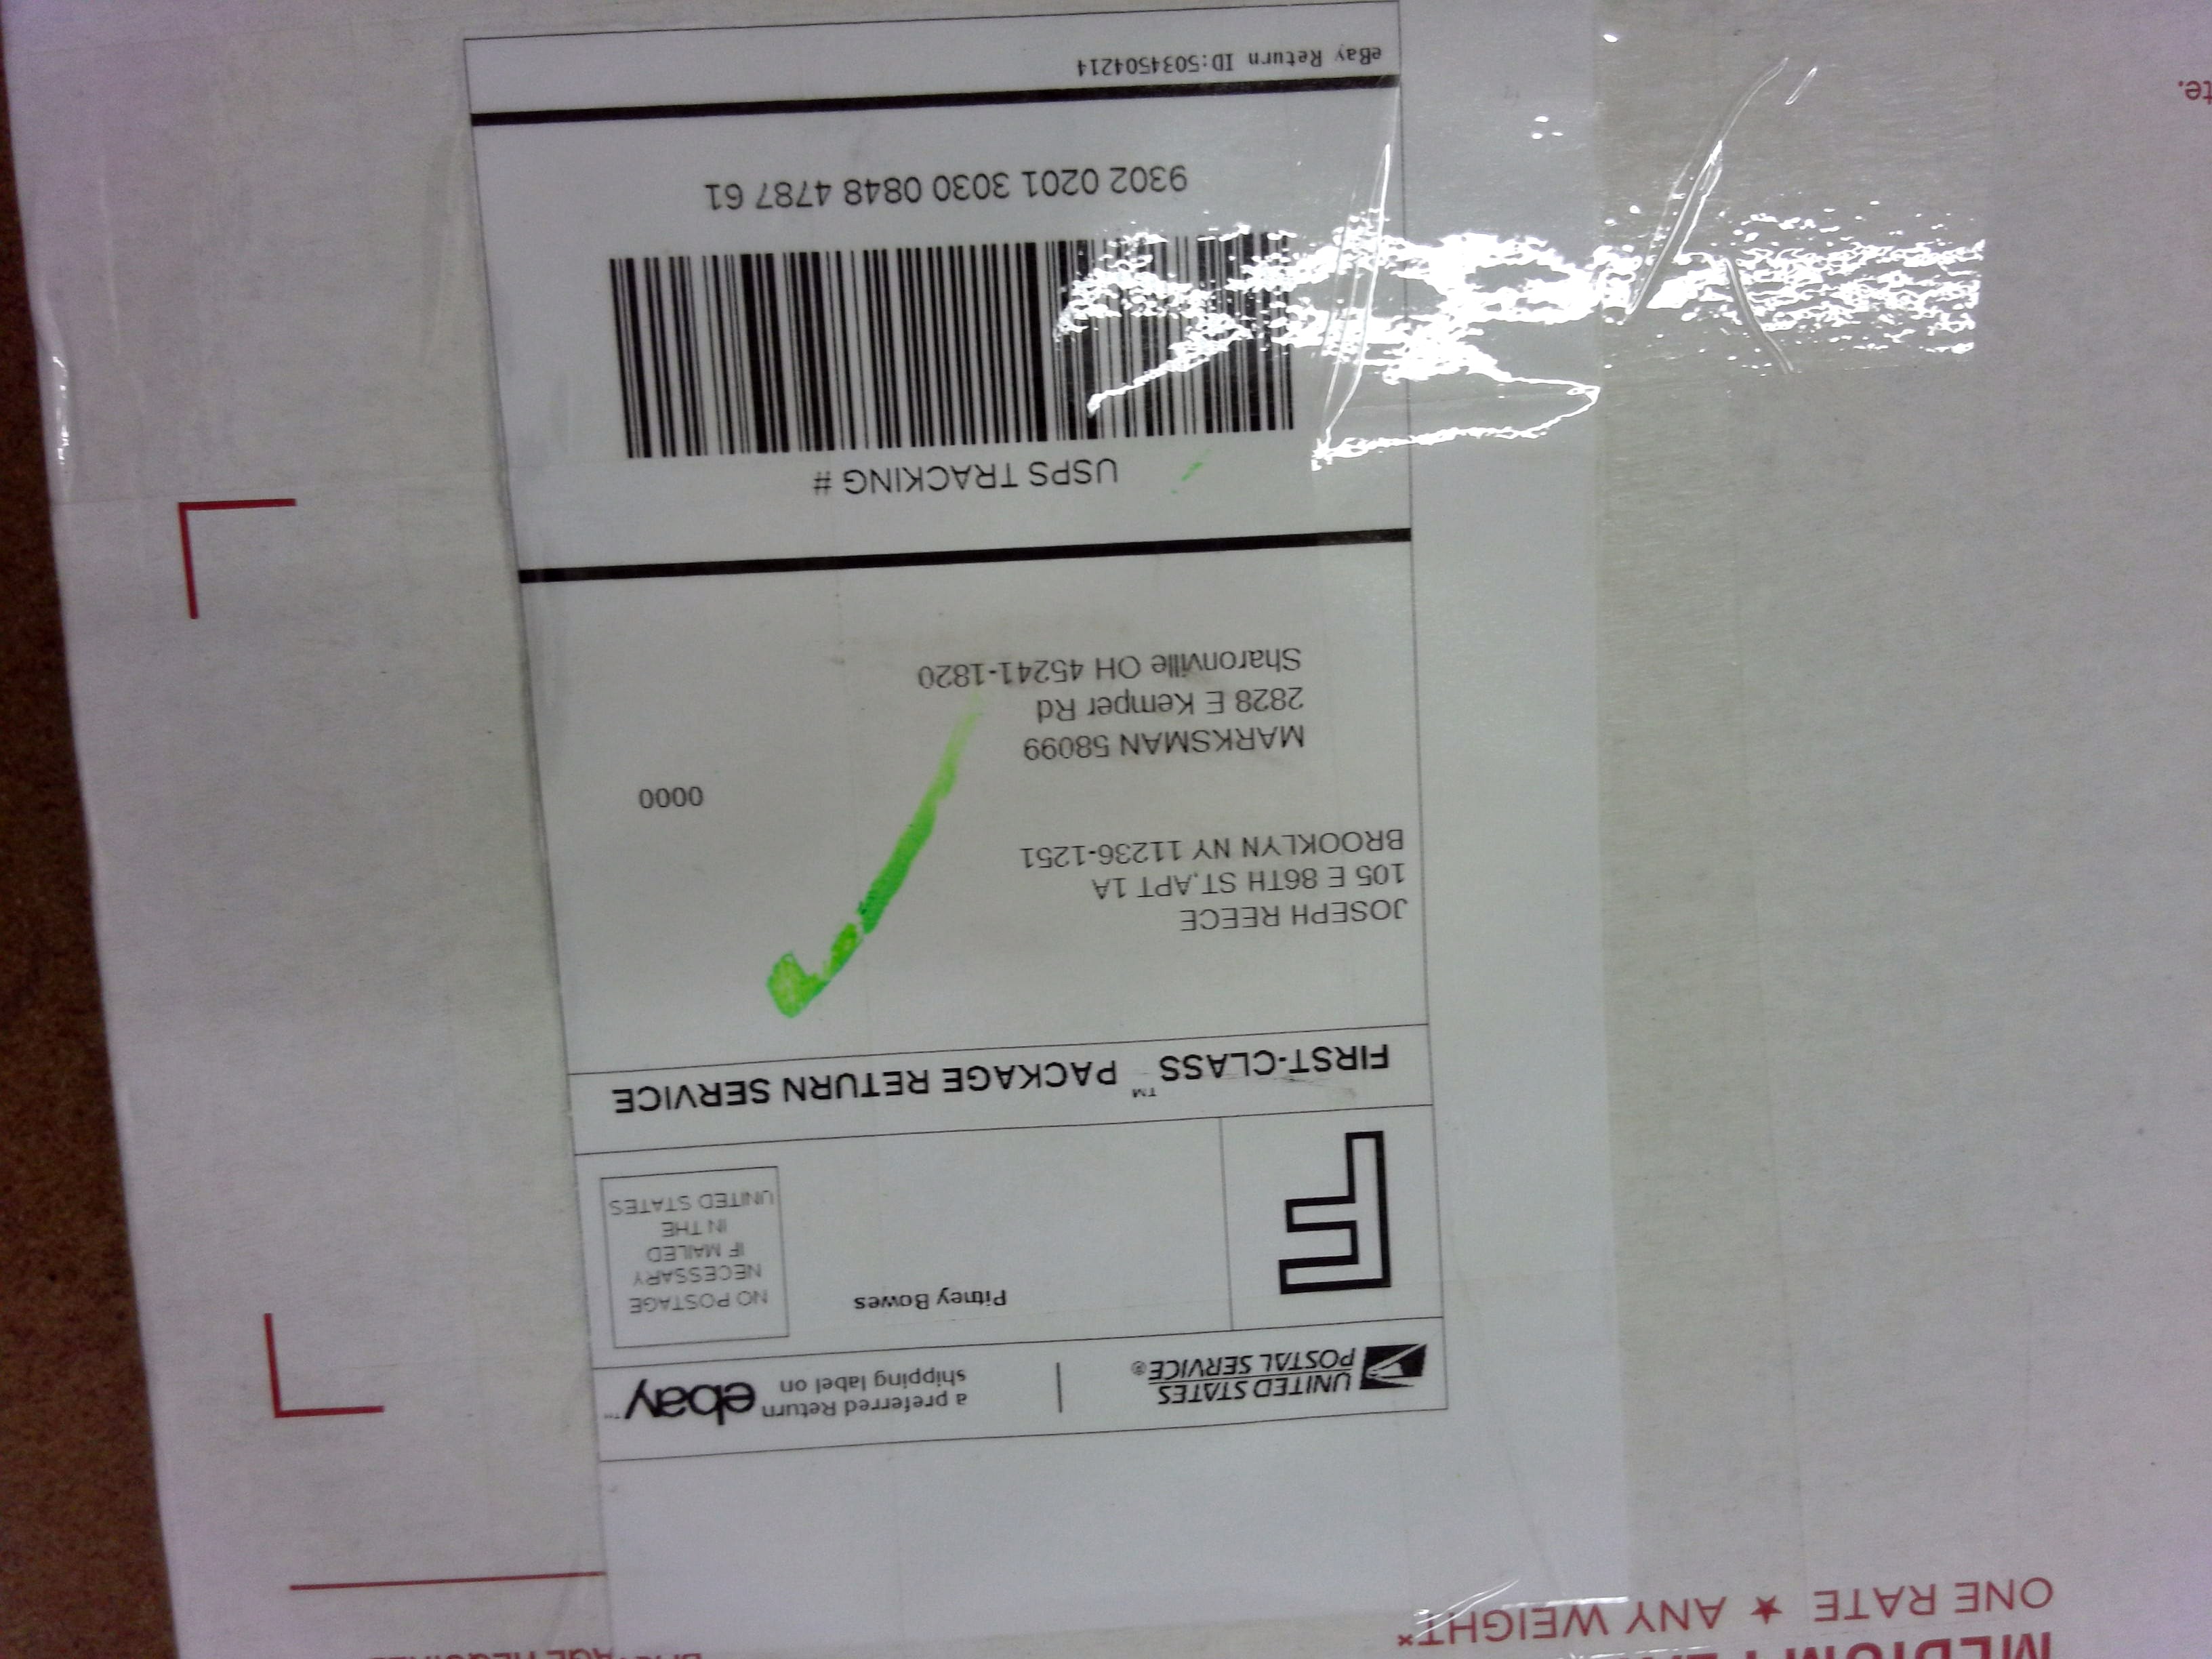 MEDIUM
ONE RATE ★ ANY WEIGHT*
UNITED STATES
POSTAL SERVICE®
a preferred Return
shipping label on
ebay™
F
Pitney Bowes
NO POSTAGE
NECESSARY
IF MAILED
IN THE
UNITED STATES
FIRST-CLASS™ PACKAGE RETURN SERVICE
JOSEPH REECE
105 E 86TH ST,APT 1A
BROOKLYN NY 11236-1251
0000
MARKSMAN 58099
2828 E Kemper Rd
Sharonville OH 45241-1820
USPS TRACKING #
9302 0201 3030 0848 4787 61
eBay Return ID:5034504214